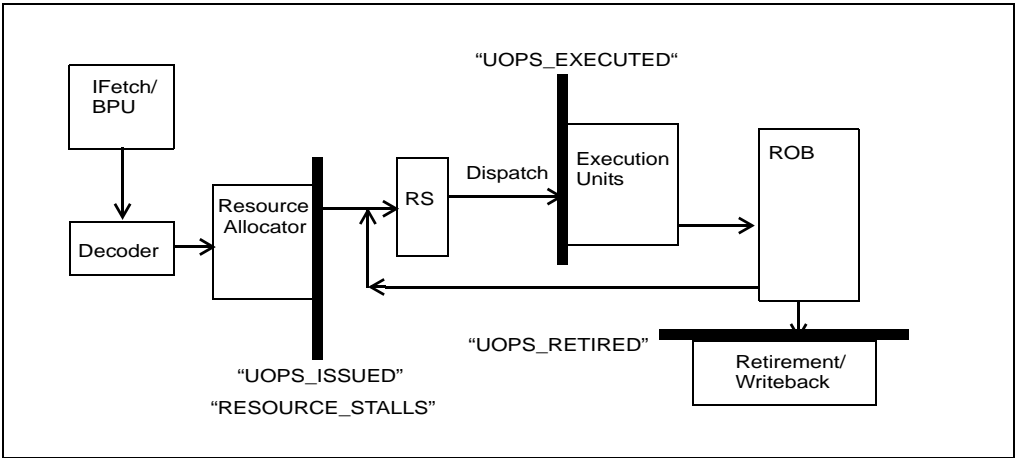 “UOPS_EXECUTED“
IFetch/
BPU
ROB
Dispatch
Execution
Units
RS
Resource
Allocator
Decoder
“UOPS_RETIRED”
Retirement/
Writeback
“UOPS_ISSUED”
“RESOURCE_STALLS”